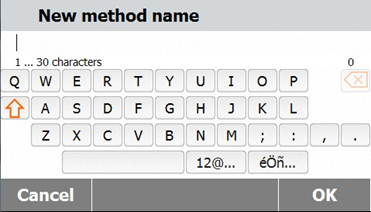 New method name
1 ... 30 characters 0
Q W E R T Y U I O P
A S D F G H J K L
Z X C V B N M ; : , .
12@... éÖñ...
Cancel OK